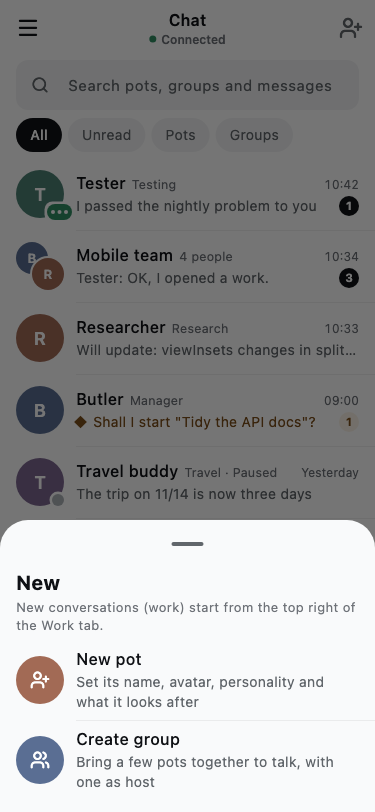 Chat
Connected
Search pots, groups and messages
All Unread Pots Groups
T Tester Testing 10:42
I passed the nightly problem to you 1
B R Mobile team 4 people 10:34
Tester: OK, I opened a work. 3
R Researcher Research 10:33
Will update: viewInsets changes in split…
B Butler Manager 09:00
Shall I start "Tidy the API docs"? 1
T Travel buddy Travel · Paused Yesterday
The trip on 11/14 is now three days
New
New conversations (work) start from the top right of
the Work tab.
New pot
Set its name, avatar, personality and
what it looks after
Create group
Bring a few pots together to talk, with
one as host